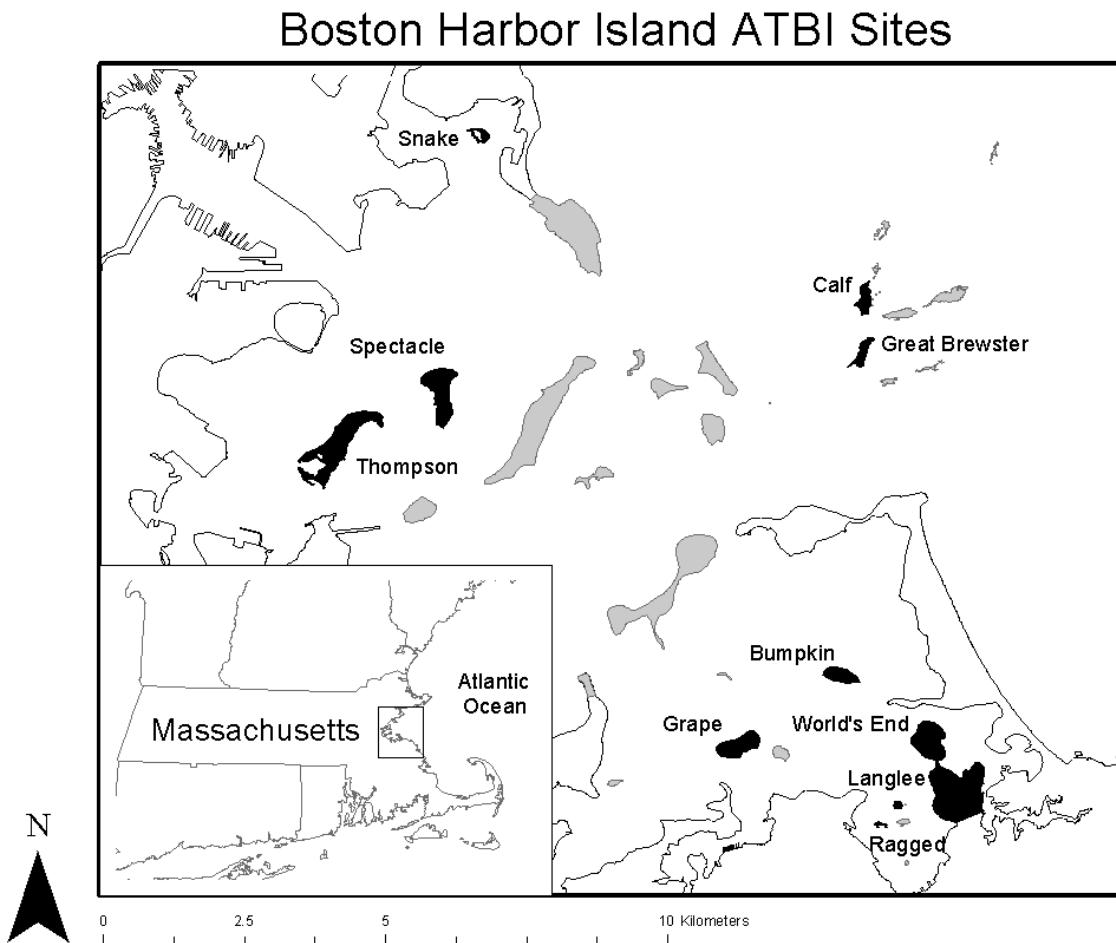 Boston Harbor Island ATBI Sites
Snake
Calf
Great Brewster
Spectacle
Thompson
Bumpkin
Grape
World's End
Langlee
Ragged
Atlantic
Ocean
Massachusetts
N
0 2.5 5 10 Kilometers